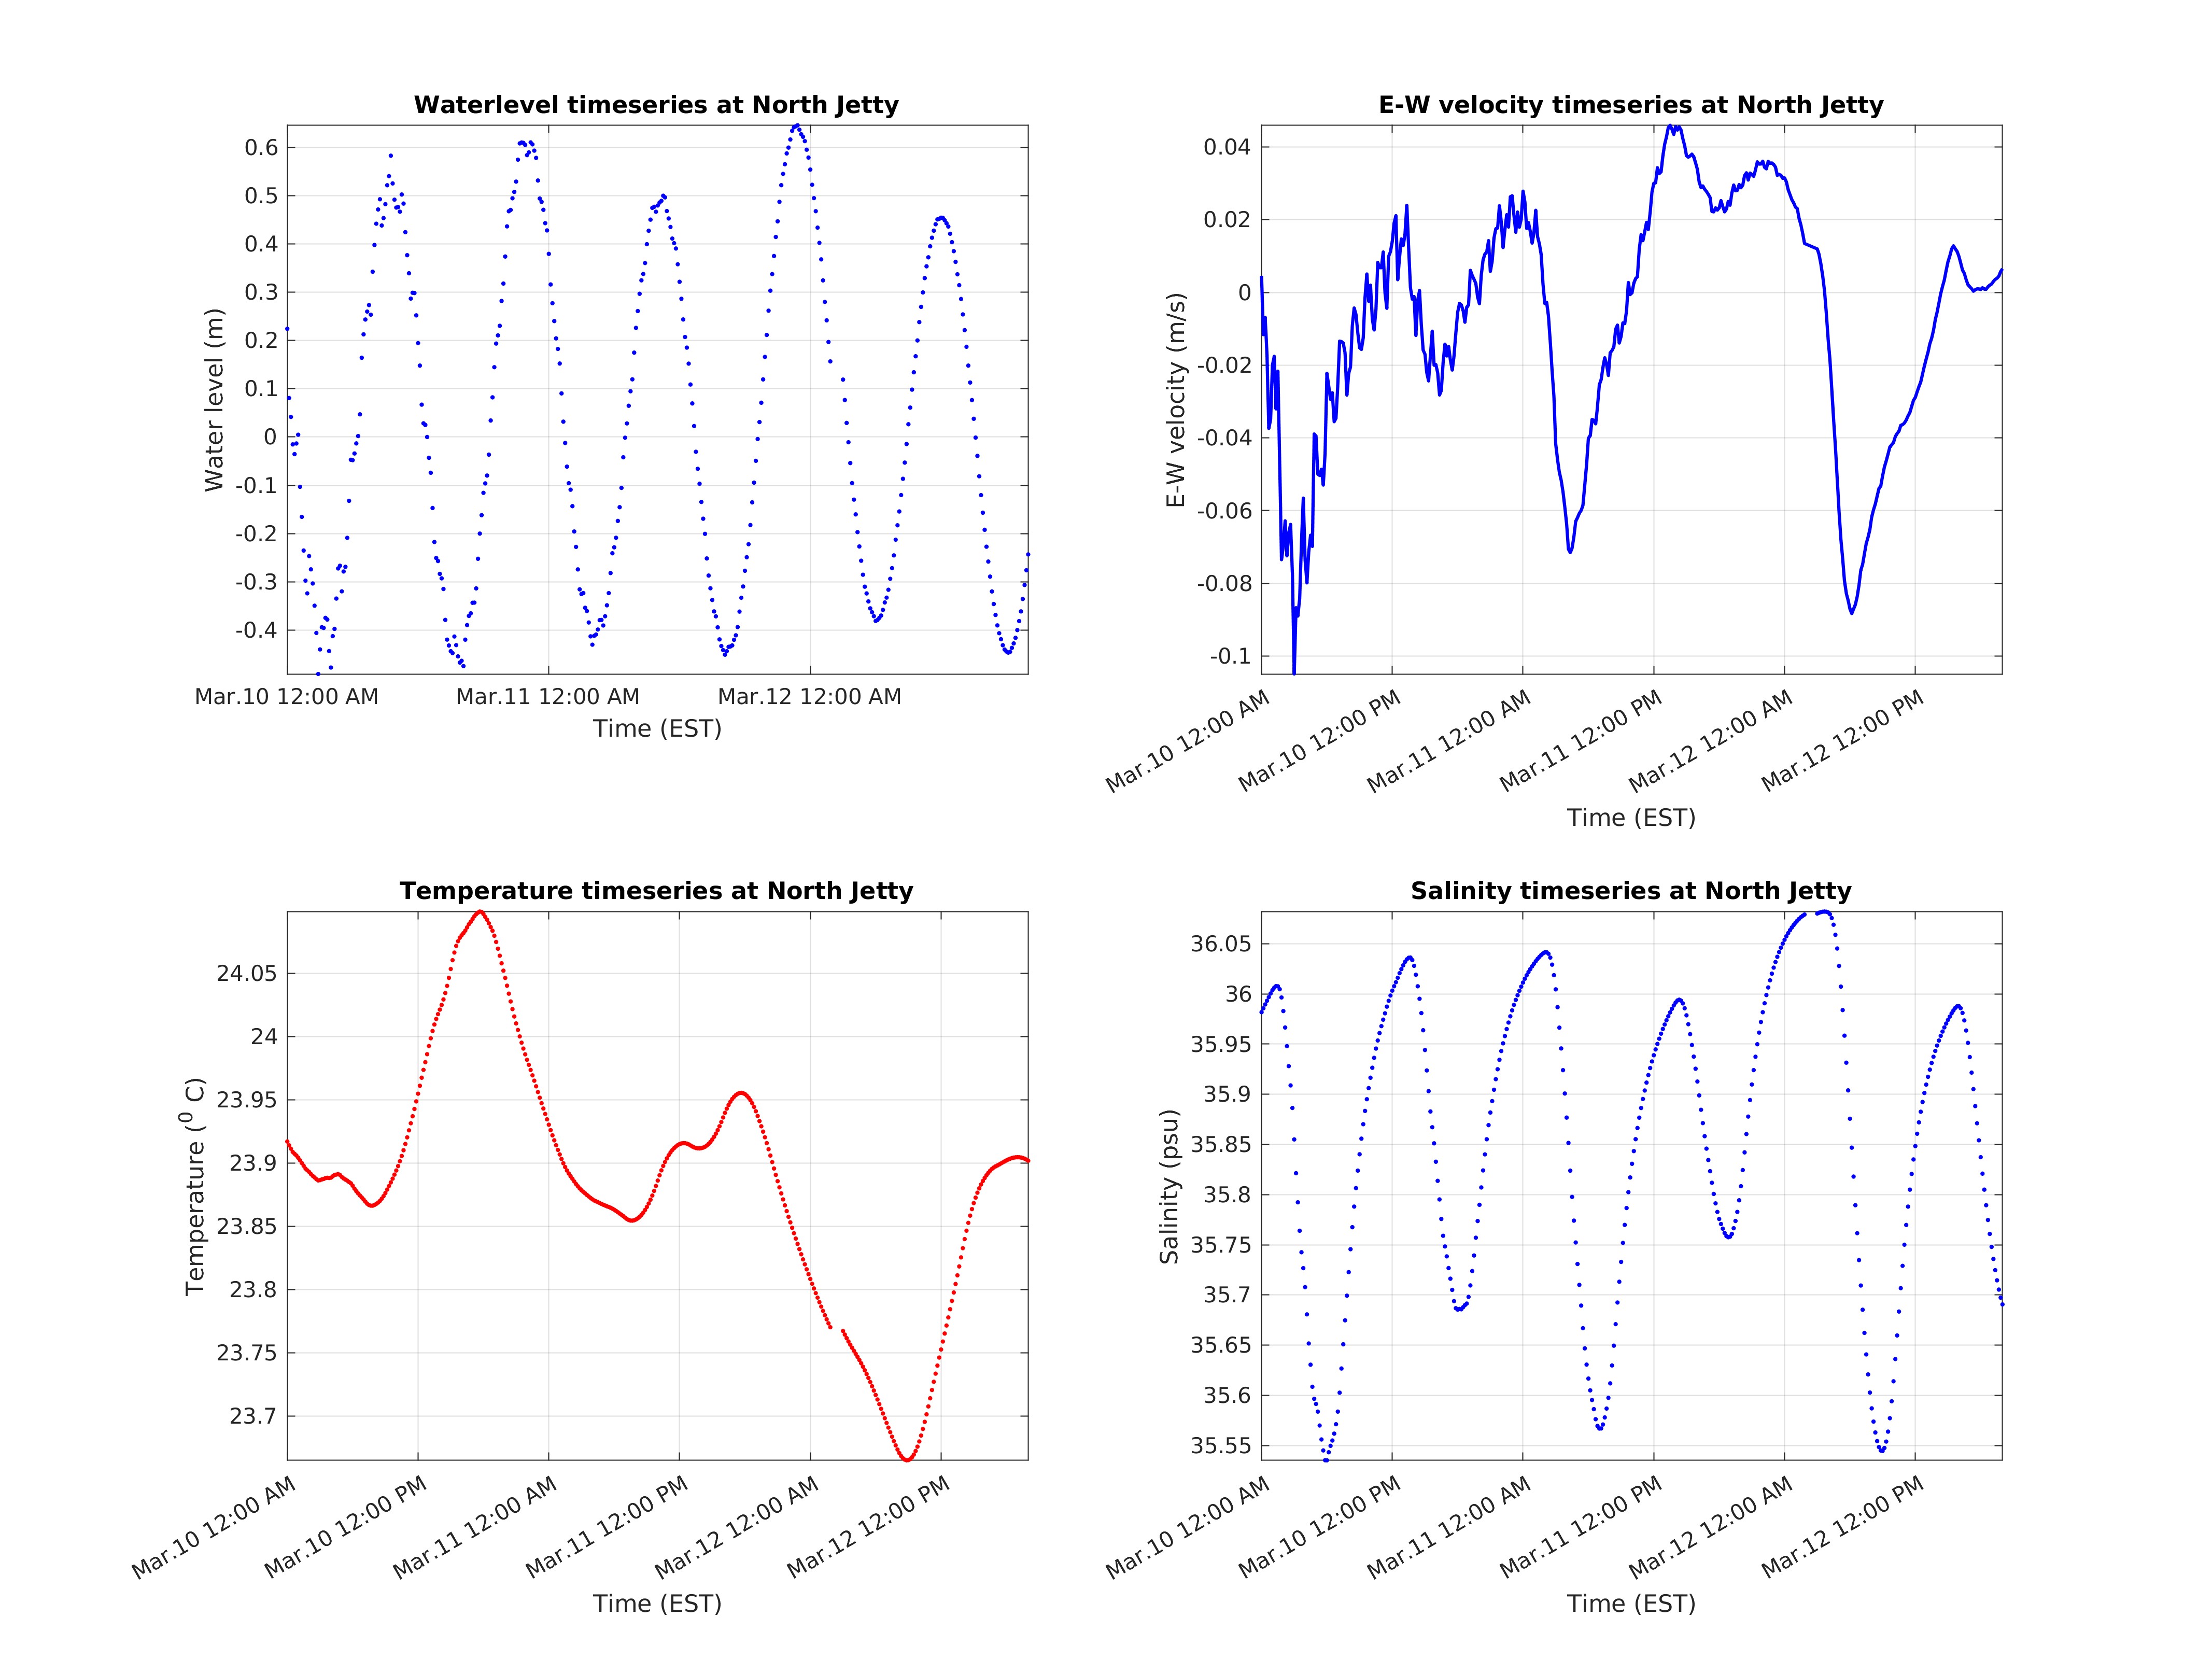 Waterlevel timeseries at North Jetty
0.6
0.5
0.4
0.3
0.2
0.1
0
-0.1
-0.2
-0.3
-0.4
Water level (m)
Mar.10 12:00 AM
Mar.11 12:00 AM
Mar.12 12:00 AM
Time (EST)
E-W velocity timeseries at North Jetty
0.04
0.02
0
-0.02
-0.04
-0.06
-0.08
-0.1
E-W velocity (m/s)
Mar.10 12:00 AM
Mar.10 12:00 PM
Mar.11 12:00 AM
Mar.11 12:00 PM
Mar.12 12:00 AM
Mar.12 12:00 PM
Time (EST)
Temperature timeseries at North Jetty
24.05
24
23.95
23.9
23.85
23.8
23.75
23.7
Temperature (⁰ C)
Mar.10 12:00 AM
Mar.10 12:00 PM
Mar.11 12:00 AM
Mar.11 12:00 PM
Mar.12 12:00 AM
Mar.12 12:00 PM
Time (EST)
Salinity timeseries at North Jetty
36.05
36
35.95
35.9
35.85
35.8
35.75
35.7
35.65
35.6
35.55
Salinity (psu)
Mar.10 12:00 AM
Mar.10 12:00 PM
Mar.11 12:00 AM
Mar.11 12:00 PM
Mar.12 12:00 AM
Mar.12 12:00 PM
Time (EST)